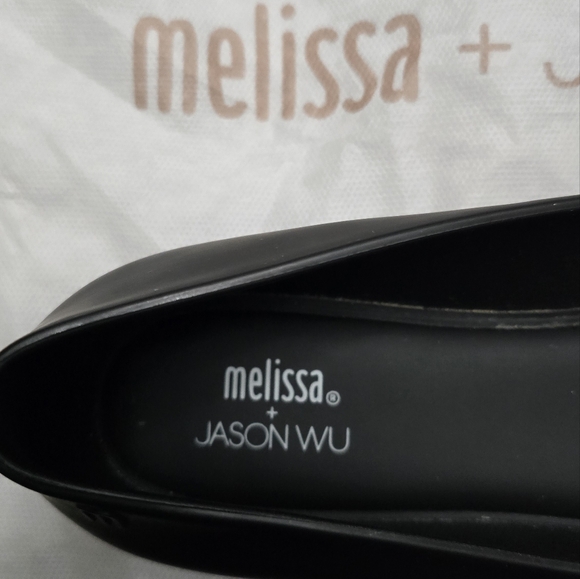 melissa + J
melissa®
+
JASON WU